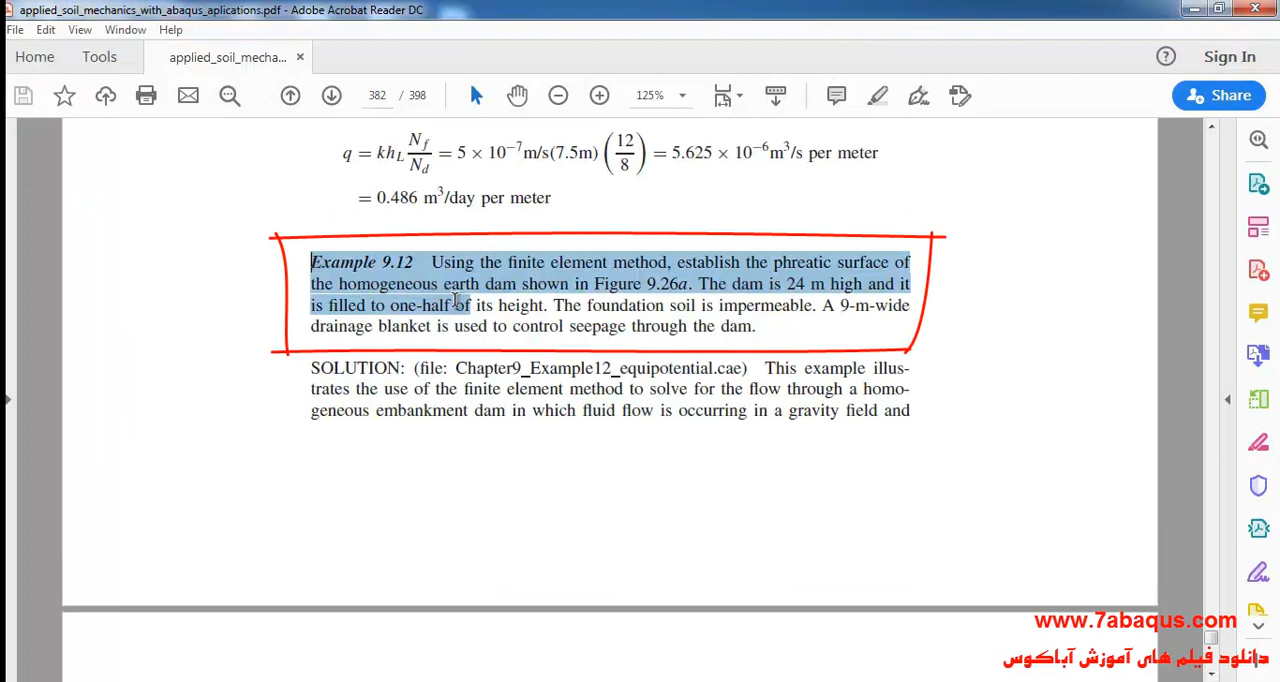 applied_soil_mechanics_with_abaqus_aplications.pdf - Adobe Acrobat Reader DC
File Edit View Window Help
Home Tools applied_soil_mecha... × ? Sign In
382 / 398 125% Share
q = kh_L N_f/N_d = 5 × 10⁻⁷m/s(7.5m) (12/8) = 5.625 × 10⁻⁶m³/s per meter
= 0.486 m³/day per meter
Example 9.12 Using the finite element method, establish the phreatic surface of
the homogeneous earth dam shown in Figure 9.26a. The dam is 24 m high and it
is filled to one-half of its height. The foundation soil is impermeable. A 9-m-wide
drainage blanket is used to control seepage through the dam.
SOLUTION: (file: Chapter9_Example12_equipotential.cae) This example illus-
trates the use of the finite element method to solve for the flow through a homo-
geneous embankment dam in which fluid flow is occurring in a gravity field and
www.7abaqus.com
دانلود فیلم های آموزش آباکوس